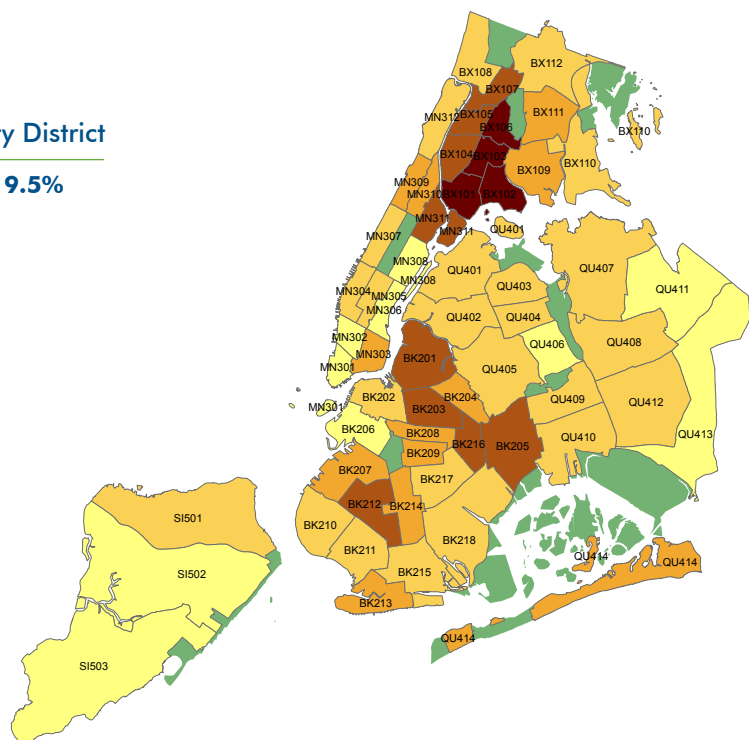 ty District
9.5%
BX108
BX112
BX107
MN312
BX105
BX106
BX111
BX110
BX104
BX103
BX109
BX110
MN309
MN310
BX101
BX102
MN311
MN311
QU401
MN307
MN308
MN308
QU401
QU403
QU407
QU411
MN304
MN305
MN306
QU402
QU404
MN302
MN303
QU406
QU408
MN301
BK201
QU405
BK202
BK204
QU409
QU412
MN301
BK203
BK206
BK208
BK216
BK205
QU410
QU413
BK209
BK207
BK217
BK212
BK214
SI501
BK210
BK218
BK211
QU414
QU414
SI502
BK215
BK213
QU414
SI503